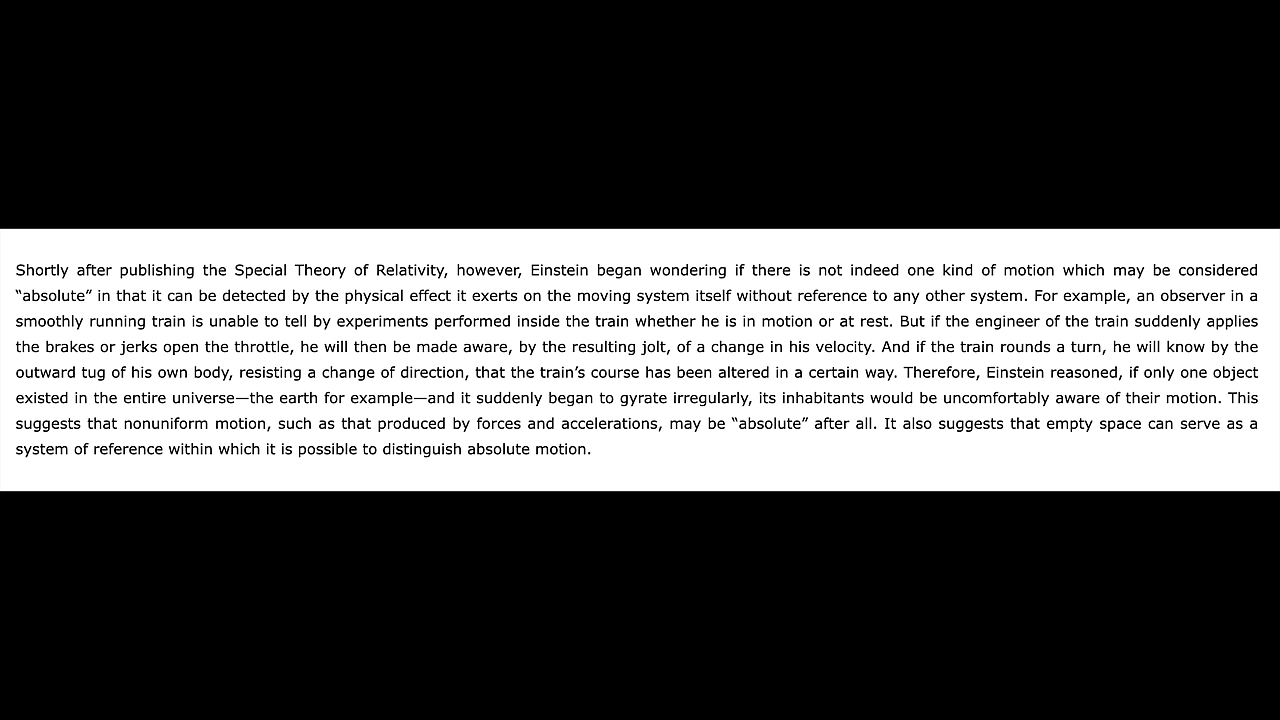 Shortly after publishing the Special Theory of Relativity, however, Einstein began wondering if there is not indeed one kind of motion which may be considered
“absolute” in that it can be detected by the physical effect it exerts on the moving system itself without reference to any other system. For example, an observer in a
smoothly running train is unable to tell by experiments performed inside the train whether he is in motion or at rest. But if the engineer of the train suddenly applies
the brakes or jerks open the throttle, he will then be made aware, by the resulting jolt, of a change in his velocity. And if the train rounds a turn, he will know by the
outward tug of his own body, resisting a change of direction, that the train’s course has been altered in a certain way. Therefore, Einstein reasoned, if only one object
existed in the entire universe—the earth for example—and it suddenly began to gyrate irregularly, its inhabitants would be uncomfortably aware of their motion. This
suggests that nonuniform motion, such as that produced by forces and accelerations, may be “absolute” after all. It also suggests that empty space can serve as a
system of reference within which it is possible to distinguish absolute motion.